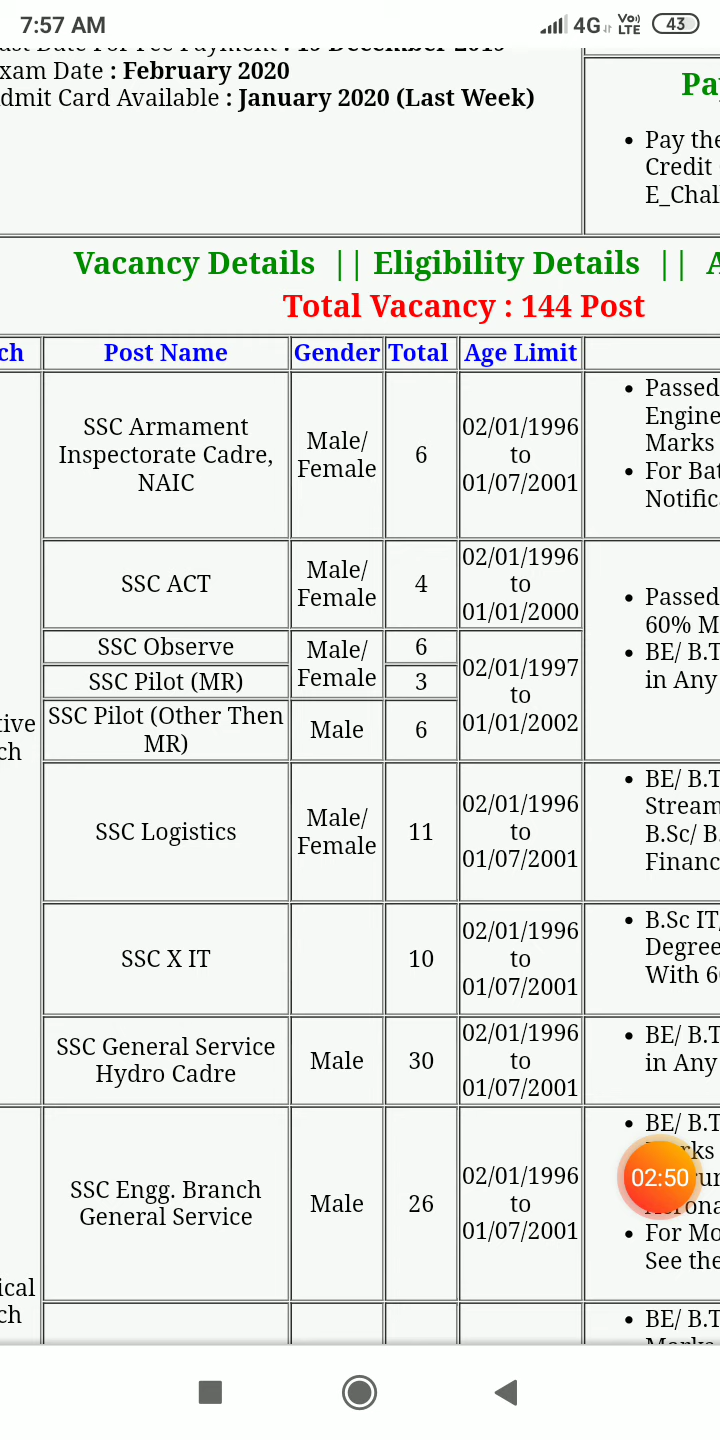 7:57 AM
4G
Vo)) LTE
43
: 15 December 2019
xam Date : February 2020
dmit Card Available : January 2020 (Last Week)
Pa
Pay the
Credit
E_Chal
Vacancy Details || Eligibility Details || A
Total Vacancy : 144 Post
ch
Post Name
Gender
Total
Age Limit
SSC Armament
Inspectorate Cadre,
NAIC
Male/
Female
6
02/01/1996
to
01/07/2001
Passed
Engine
Marks
For Bat
Notific
SSC ACT
Male/
Female
4
02/01/1996
to
01/01/2000
Passed
60% M
BE/ B.T
in Any
SSC Observe
Male/
Female
6
02/01/1997
to
01/01/2002
SSC Pilot (MR)
3
SSC Pilot (Other Then
MR)
Male
6
tive
ch
SSC Logistics
Male/
Female
11
02/01/1996
to
01/07/2001
BE/ B.T
Stream
B.Sc/ B.
Financ
SSC X IT
10
02/01/1996
to
01/07/2001
B.Sc IT,
Degree
With 6
SSC General Service
Hydro Cadre
Male
30
02/01/1996
to
01/07/2001
BE/ B.T
in Any
SSC Engg. Branch
General Service
Male
26
02/01/1996
to
01/07/2001
BE/ B.T
rks
02:50
For Mo
See the
ical
ch
BE/ B.T